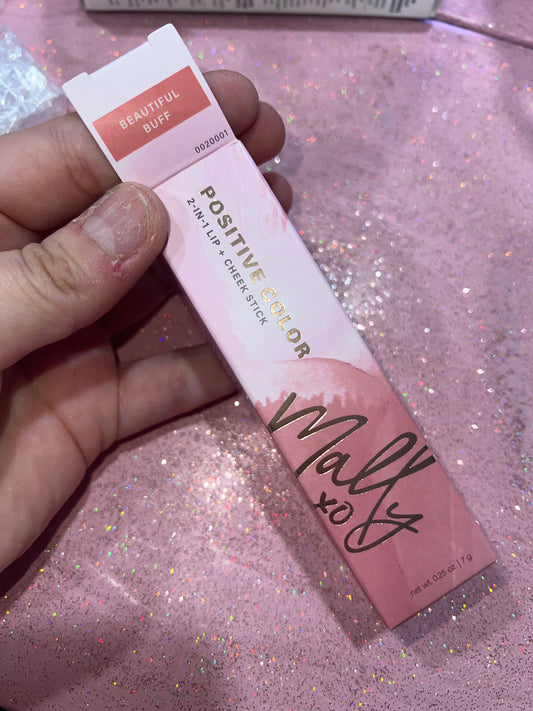 BEAUTIFUL
BUFF
0020001
POSITIVE COLOR
2-IN-1 LIP + CHEEK STICK
Mally
XO
net wt. 0.25 oz | 7 g